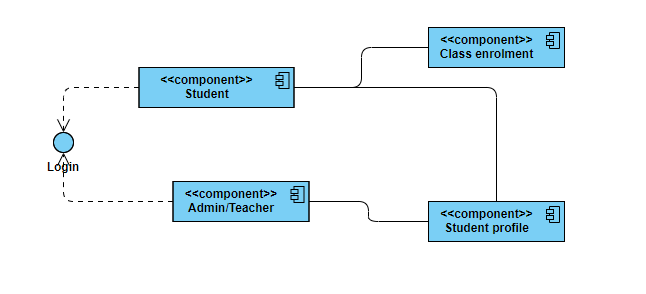 <<component>>
Class enrolment
<<component>>
Student
Login
<<component>>
Admin/Teacher
<<component>>
Student profile